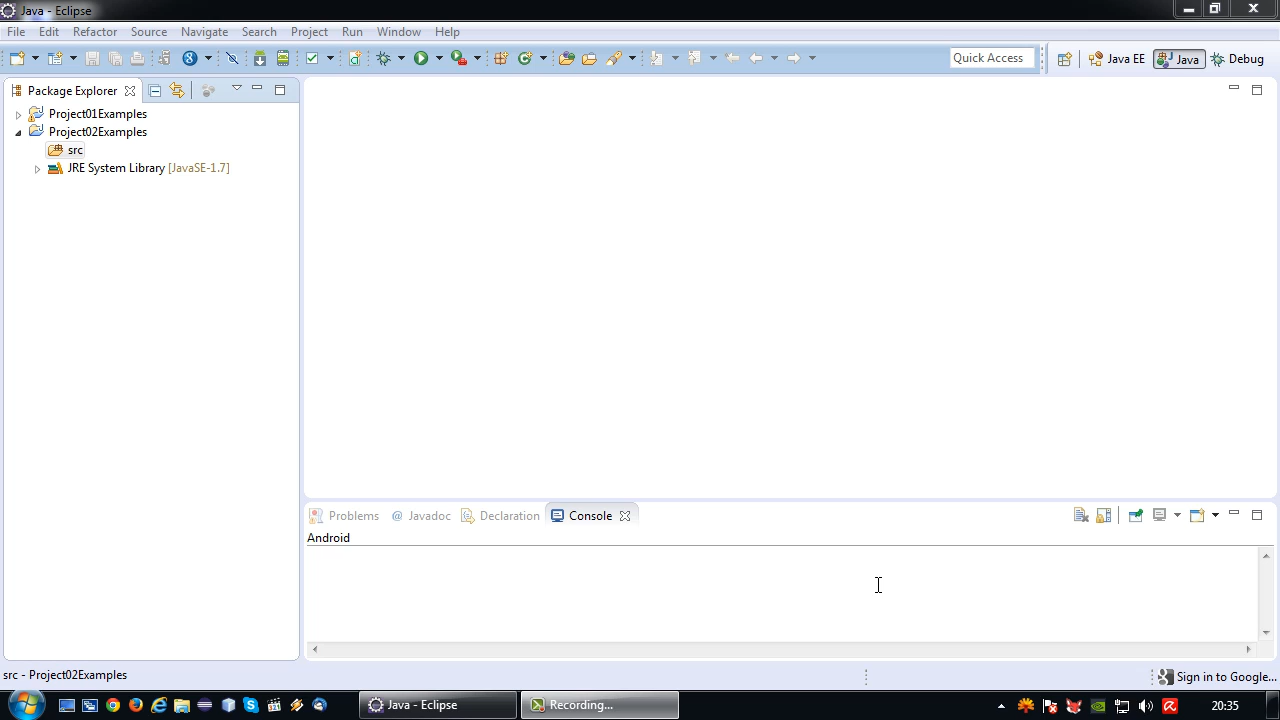 Java - Eclipse
File Edit Refactor Source Navigate Search Project Run Window Help
Quick Access Java EE Java Debug
Package Explorer
Project01Examples
Project02Examples
src
JRE System Library [JavaSE-1.7]
Problems @ Javadoc Declaration Console
Android
src - Project02Examples
Sign in to Google...
Java - Eclipse Recording... 20:35